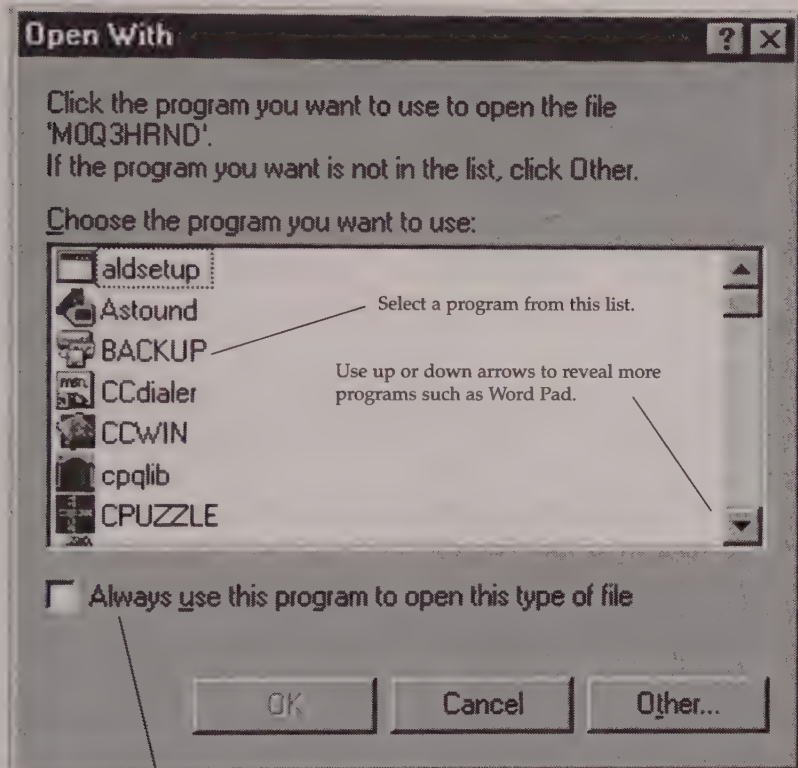 Open With
Click the program you want to use to open the file
'M0Q3HRND'.
If the program you want is not in the list, click Other.
Choose the program you want to use:
aldsetup
Astound
Select a program from this list.
BACKUP
Use up or down arrows to reveal more
programs such as Word Pad.
CCdialer
CCWIN
cpqlib
CPUZZLE
Always use this program to open this type of file
OK
Cancel
Other...